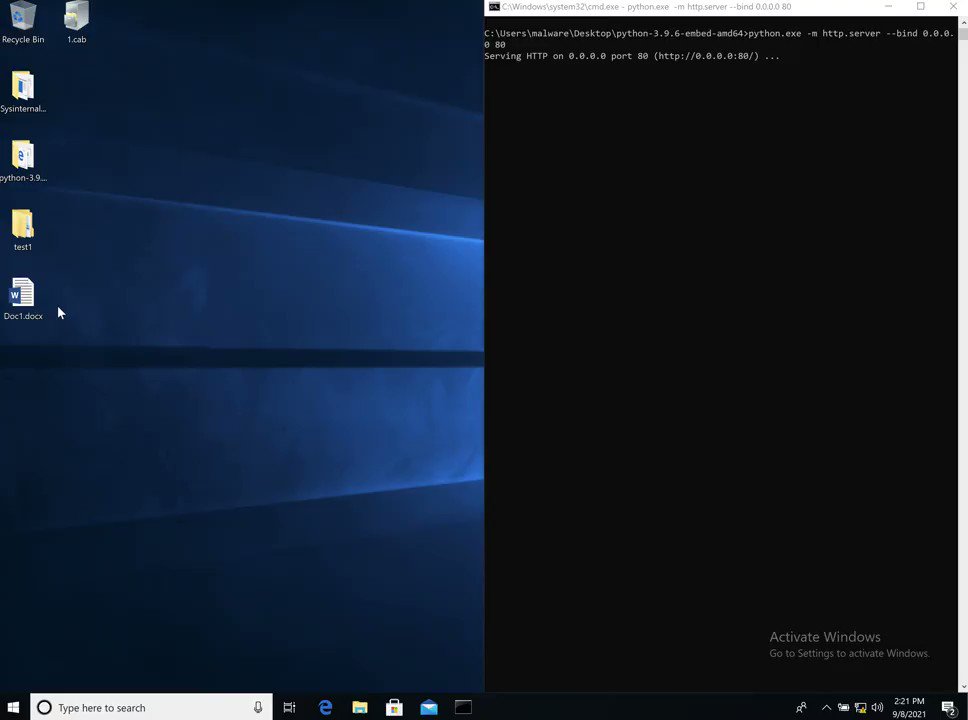 Recycle Bin
1.cab
Sysinternal...
python-3.9....
test1
Doc1.docx
C:\Windows\system32\cmd.exe - python.exe -m http.server --bind 0.0.0.0 80
C:\Users\malware\Desktop\python-3.9.6-embed-amd64>python.exe -m http.server --bind 0.0.0.
0 80
Serving HTTP on 0.0.0.0 port 80 (http://0.0.0.0:80/) ...
Activate Windows
Go to Settings to activate Windows.
Type here to search
2:21 PM
9/8/2021
2